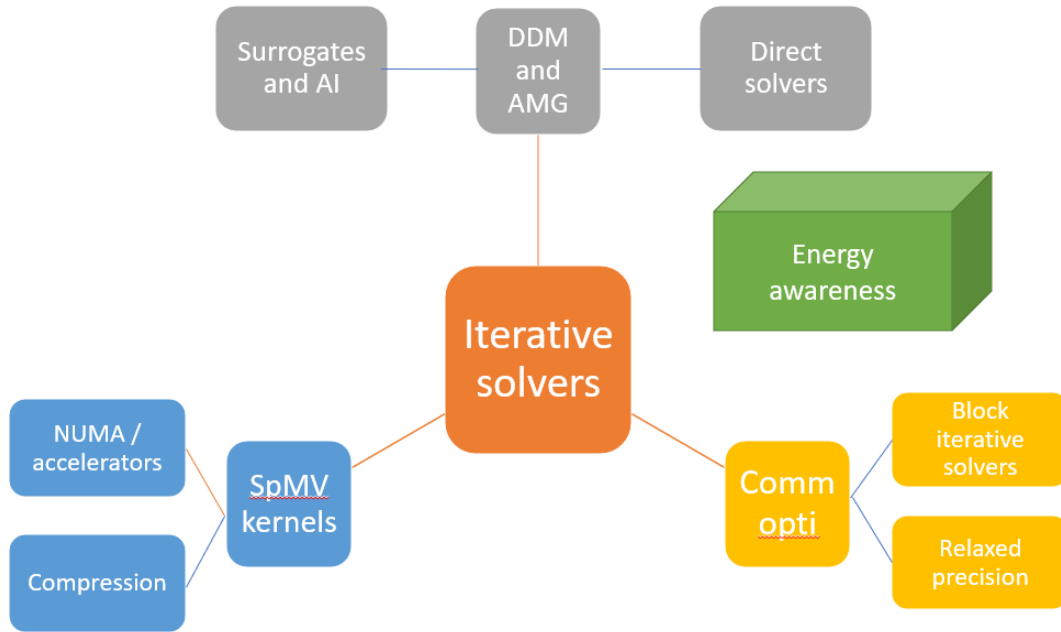 Surrogates
and AI
DDM
and
AMG
Direct
solvers
Energy
awareness
Iterative
solvers
NUMA /
accelerators
SpMV
kernels
Compression
Comm
opti
Block
iterative
solvers
Relaxed
precision